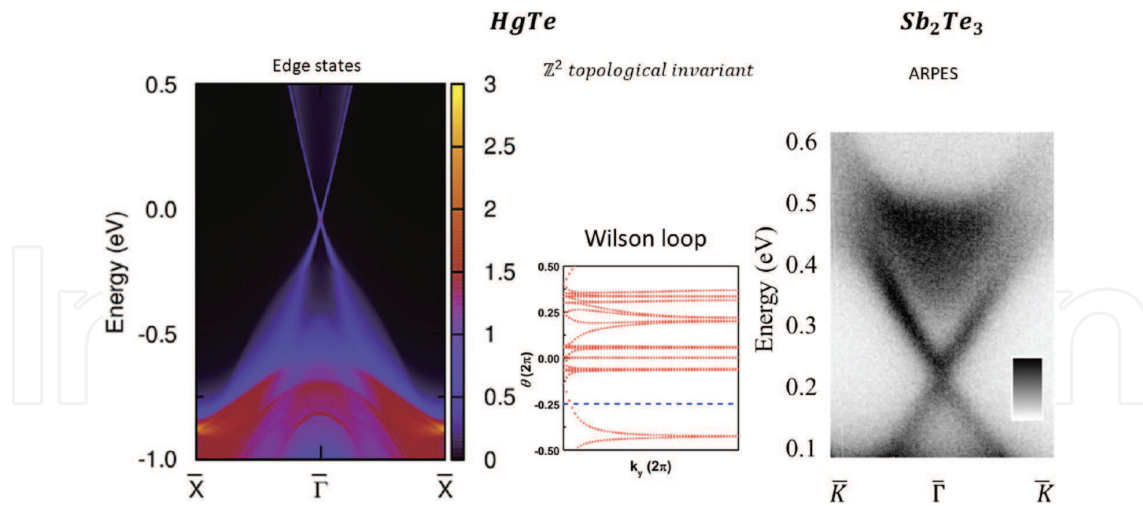 HgTe
Sb₂Te₃
Edge states
ℤ² topological invariant
ARPES
0.5
0.0
-0.5
-1.0
Energy (eV)
X̅
Γ̅
X̅
3
2.5
2
1.5
1
0.5
0
Wilson loop
0.50
0.25
0.00
-0.25
-0.50
θ (2π)
k_y (2π)
0.6
0.5
0.4
0.3
0.2
0.1
Energy (eV)
K̅
Γ̅
K̅